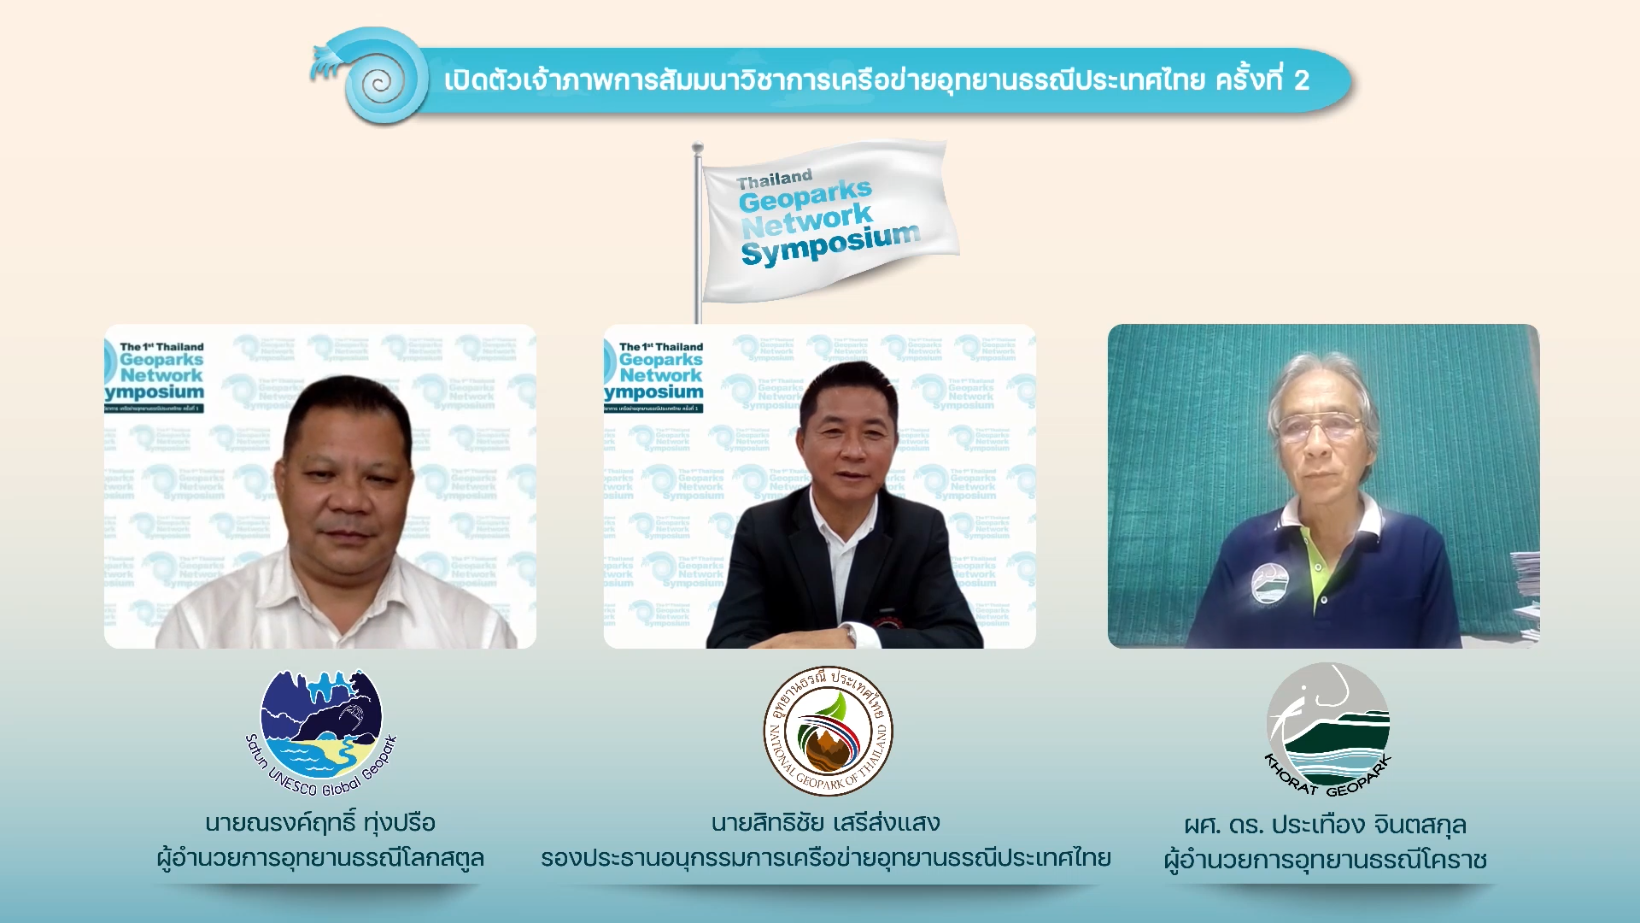 เปิดตัวเจ้าภาพการสัมมนาวิชาการเครือข่ายอุทยานธรณีประเทศไทย ครั้งที่ 2
Thailand
Geoparks
Network
Symposium
The 1st Thailand
Geoparks
Network
ymposium
The 1st Thailand
Geoparks
Network
ymposium
Satun UNESCO Global Geopark
อุทยานธรณี ประเทศไทย
NATIONAL GEOPARK OF THAILAND
KHORAT GEOPARK
นายณรงค์ฤทธิ์ ทุ่งปรือ
ผู้อำนวยการอุทยานธรณีโลกสตูล
นายสิทธิชัย เสรีส่งแสง
รองประธานอนุกรรมการเครือข่ายอุทยานธรณีประเทศไทย
ผศ. ดร. ประเทือง จินตสกุล
ผู้อำนวยการอุทยานธรณีโคราช